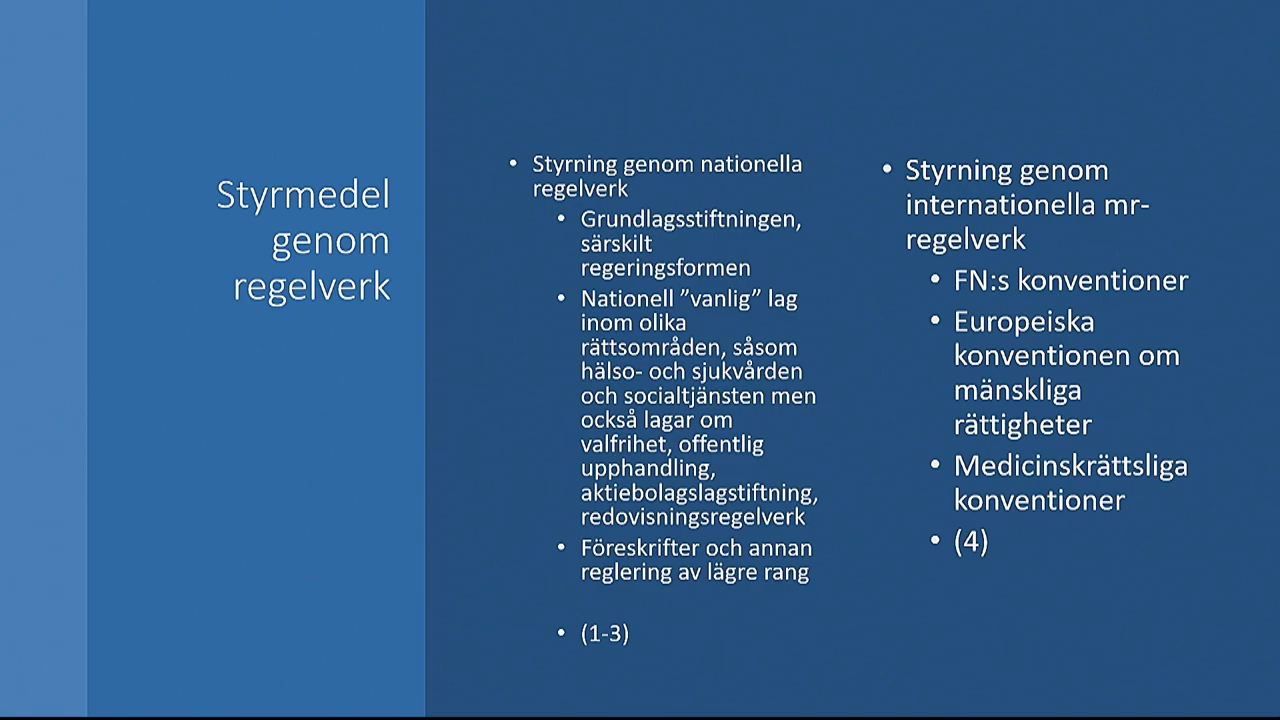 Styrmedel
genom
regelverk
• Styrning genom nationella
regelverk
• Grundlagsstiftningen,
särskilt
regeringsformen
• Nationell ”vanlig” lag
inom olika
rättsområden, såsom
hälso- och sjukvården
och socialtjänsten men
också lagar om
valfrihet, offentlig
upphandling,
aktiebolagslagstiftning,
redovisningsregelverk
• Föreskrifter och annan
reglering av lägre rang
• (1-3)
• Styrning genom
internationella mr-
regelverk
• FN:s konventioner
• Europeiska
konventionen om
mänskliga
rättigheter
• Medicinskrättsliga
konventioner
• (4)